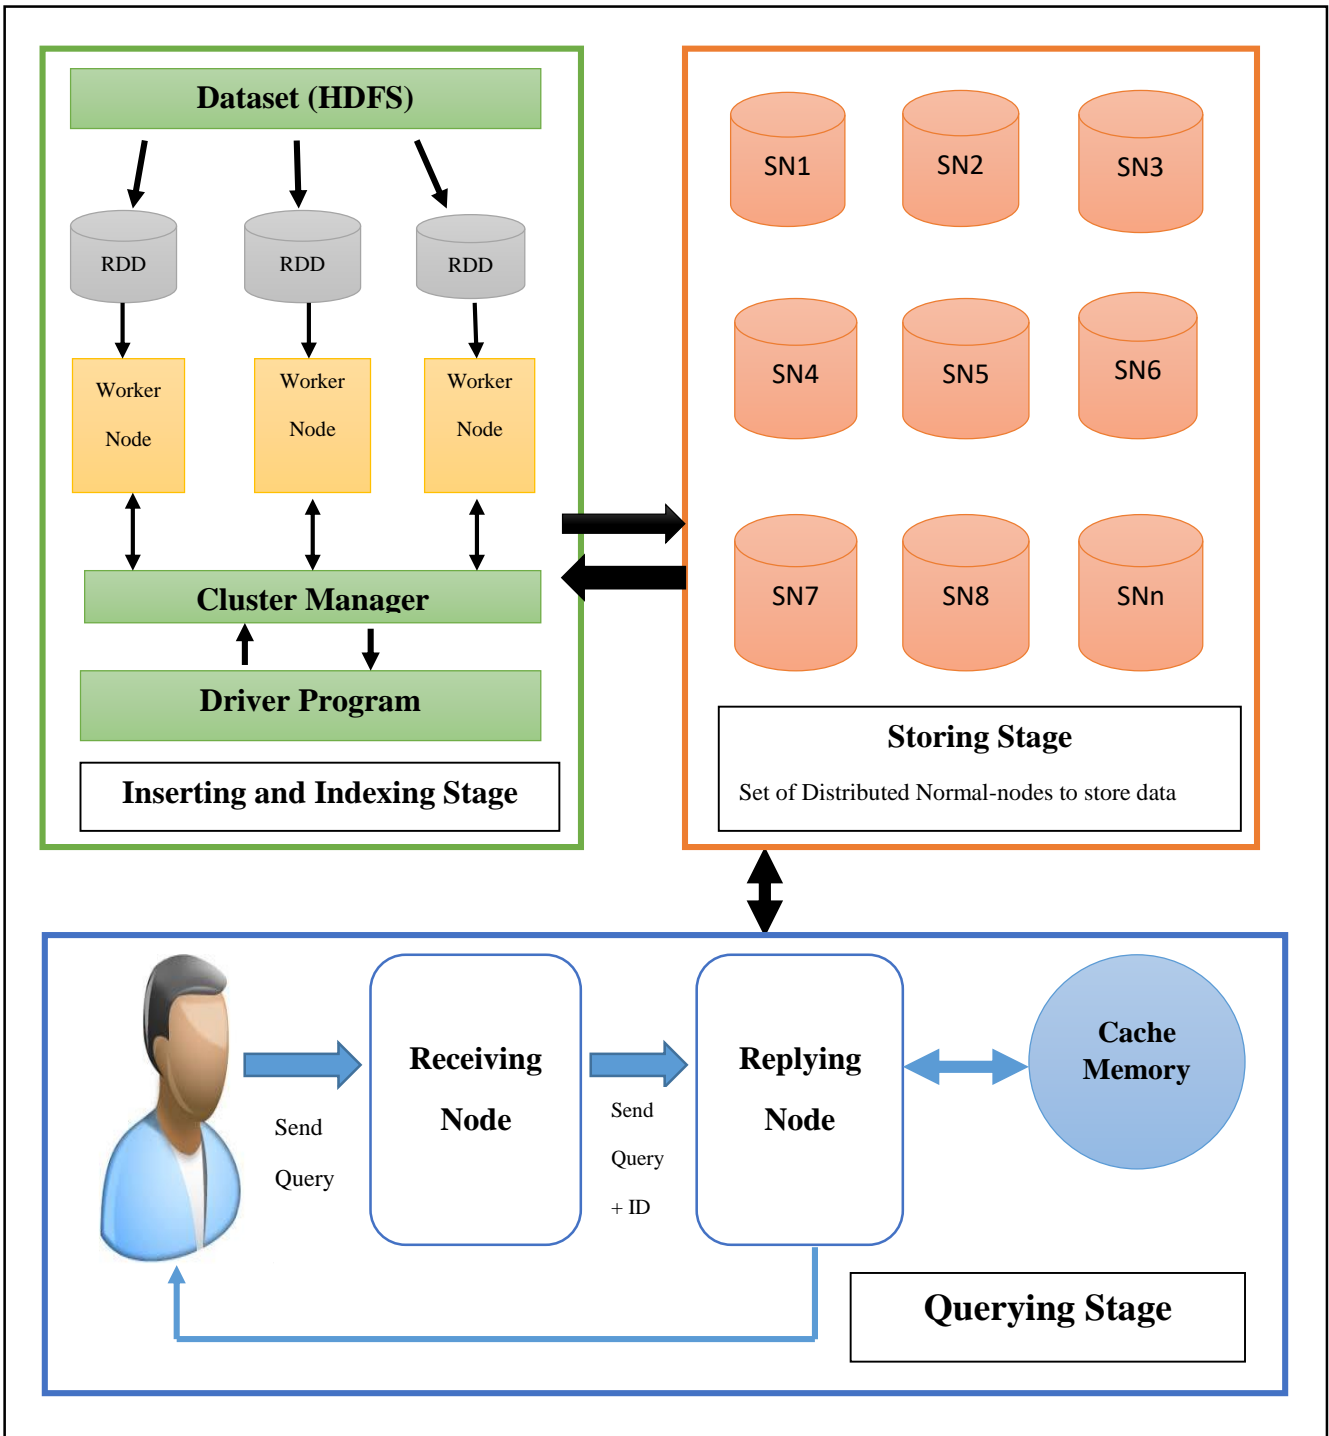 Dataset (HDFS)
RDD
RDD
RDD
Worker
Node
Worker
Node
Worker
Node
Cluster Manager
Driver Program
Inserting and Indexing Stage
SN1
SN2
SN3
SN4
SN5
SN6
SN7
SN8
SNn
Storing Stage
Set of Distributed Normal-nodes to store data
Send
Query
Receiving
Node
Send
Query
+ ID
Replying
Node
Cache
Memory
Querying Stage